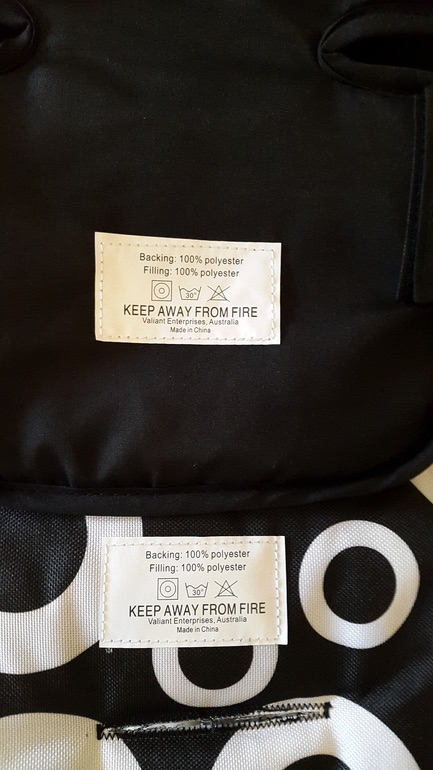 Backing: 100% polyester
Filling: 100% polyester
30°
KEEP AWAY FROM FIRE
Valiant Enterprises, Australia
Made in China
Backing: 100% polyester
Filling: 100% polyester
30°
KEEP AWAY FROM FIRE
Valiant Enterprises, Australia
Made in China